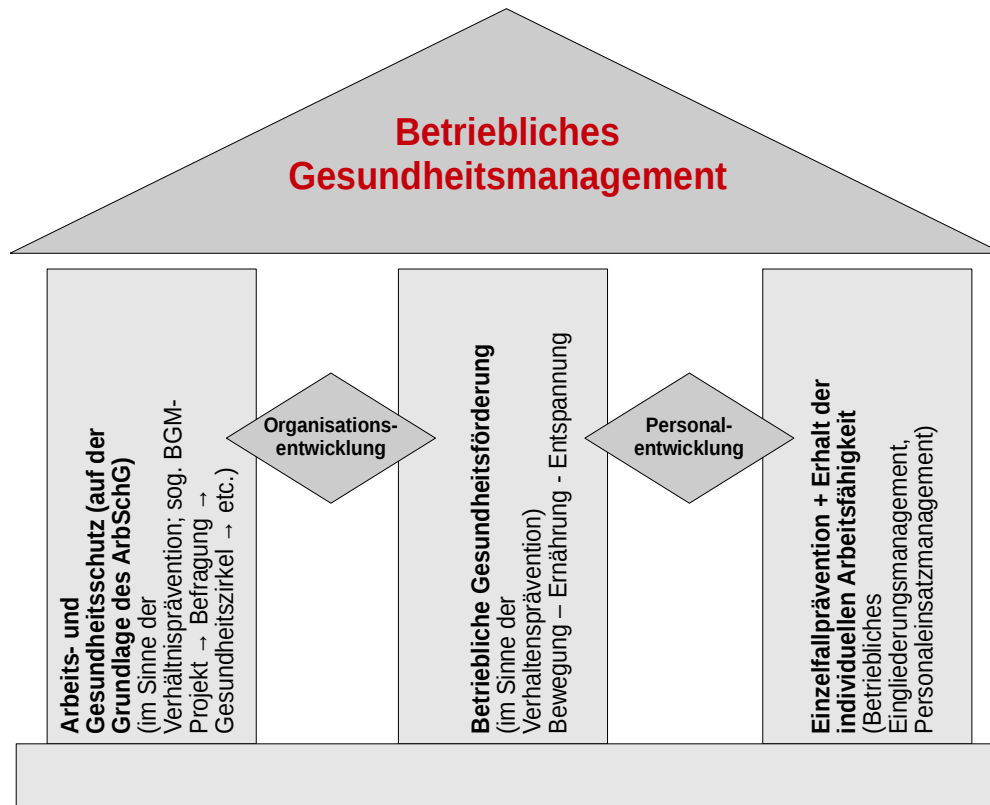 Betriebliches
Gesundheitsmanagement
Arbeits- und
Gesundheitsschutz (auf der
Grundlage des ArbSchG)
(im Sinne der
Verhältnisprävention; sog. BGM-
Projekt → Befragung →
Gesundheitszirkel → etc.)
Organisations-
entwicklung
Betriebliche Gesundheitsförderung
(im Sinne der
Verhaltensprävention)
Bewegung – Ernährung - Entspannung
Personal-
entwicklung
Einzelfallprävention + Erhalt der
individuellen Arbeitsfähigkeit
(Betriebliches
Eingliederungsmanagement,
Personaleinsatzmanagement)